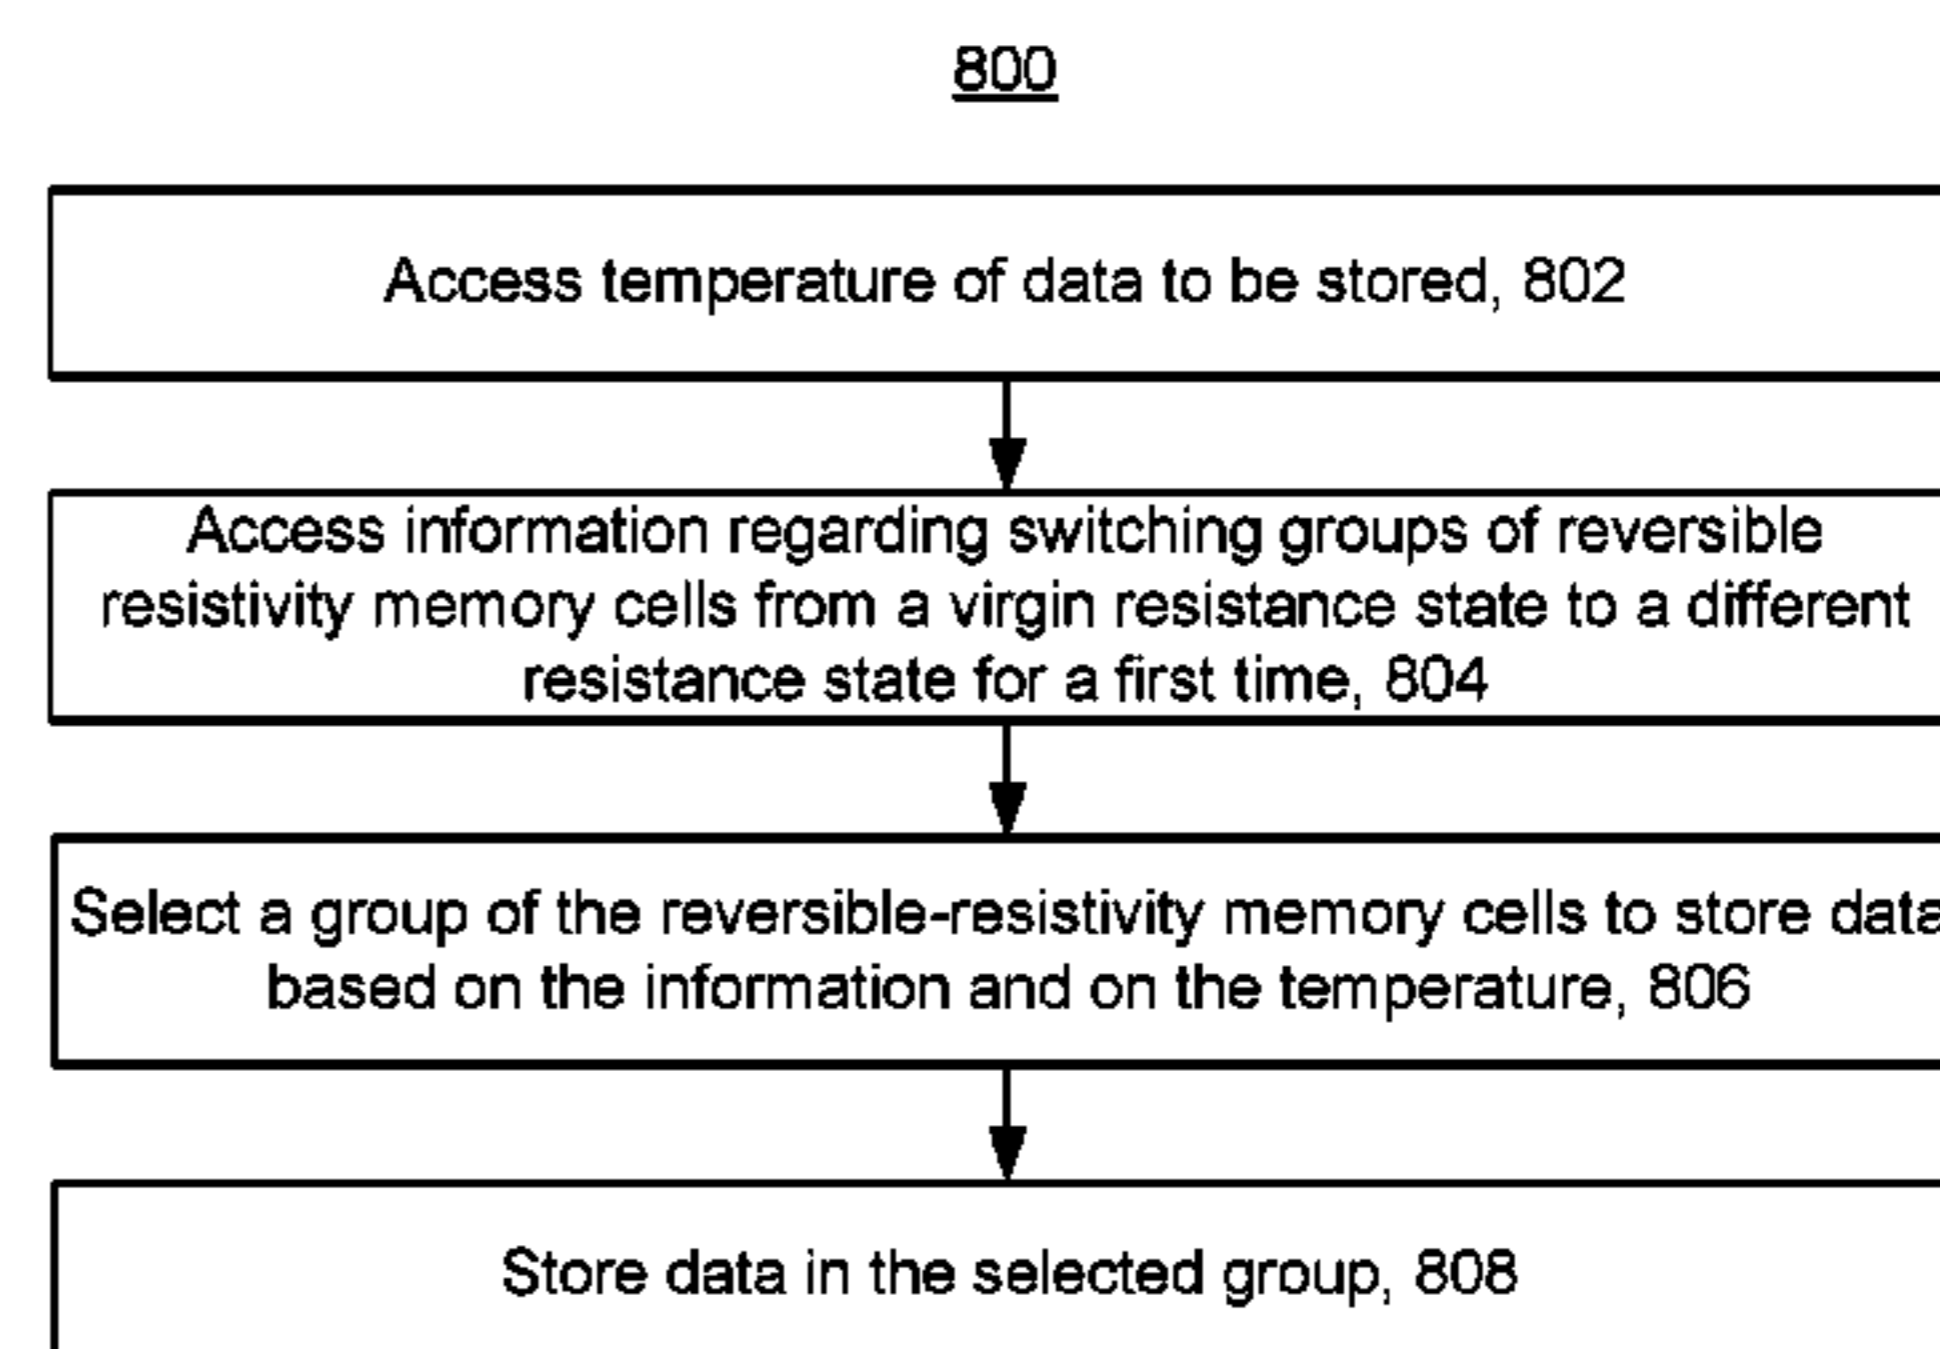 800
Access temperature of data to be stored, 802
Access information regarding switching groups of reversible
resistivity memory cells from a virgin resistance state to a different
resistance state for a first time, 804
Select a group of the reversible-resistivity memory cells to store data
based on the information and on the temperature, 806
Store data in the selected group, 808